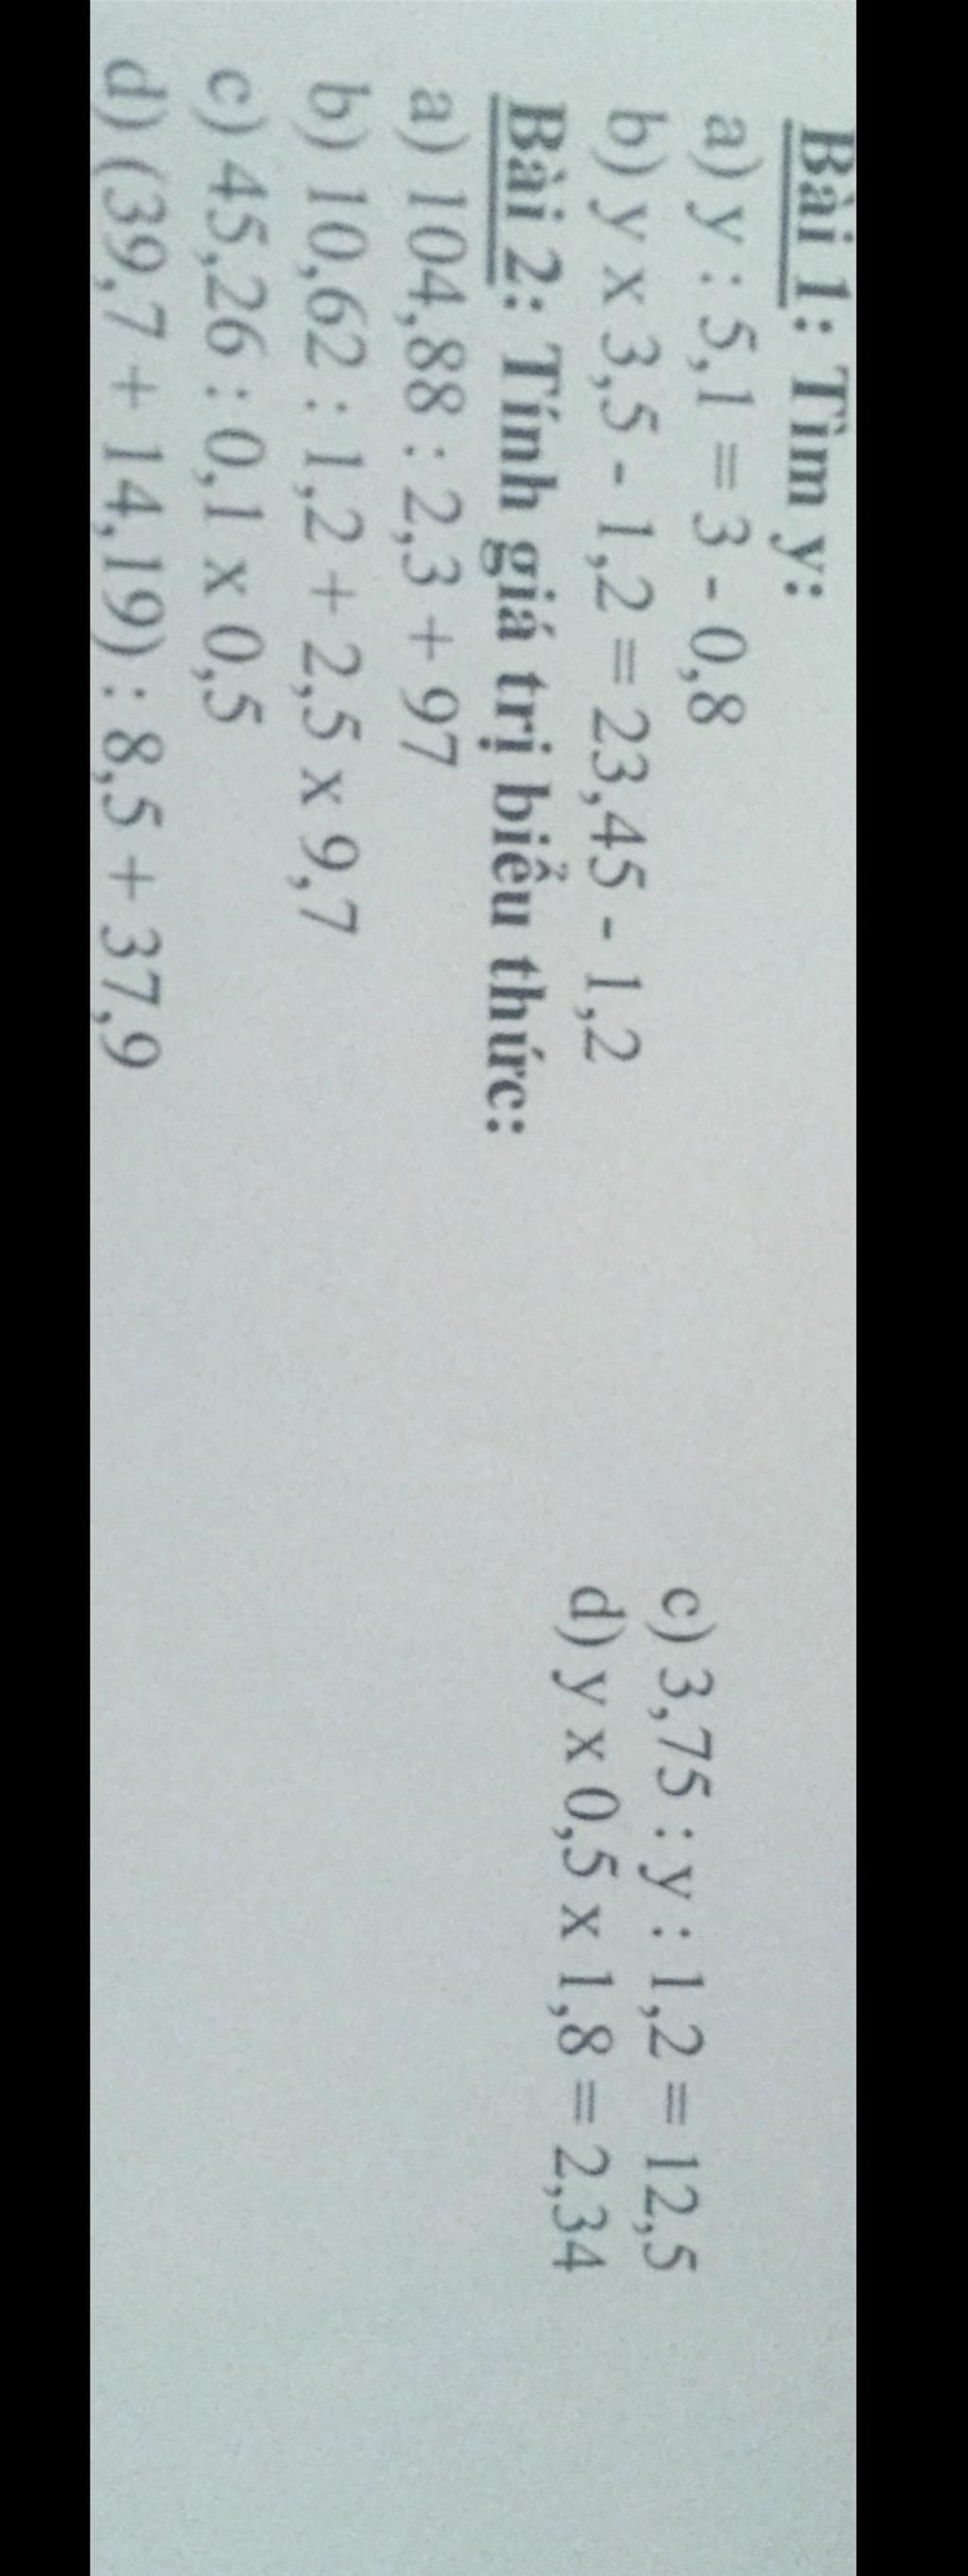 Bài 1: Tìm y:
a) y : 5,1 = 3 - 0,8
c) 3,75 : y : 1,2 = 12,5
b) y x 3,5 - 1,2 = 23,45 - 1,2
d) y x 0,5 x 1,8 = 2,34
Bài 2: Tính giá trị biểu thức:
a) 104,88 : 2,3 + 97
b) 10,62 : 1,2 + 2,5 x 9,7
c) 45,26 : 0,1 x 0,5
d) (39,7 + 14,19) : 8,5 + 37,9